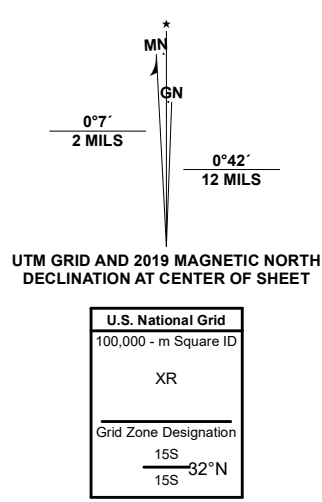 ★
MN
GN
0°7´
2 MILS
0°42´
12 MILS
UTM GRID AND 2019 MAGNETIC NORTH
DECLINATION AT CENTER OF SHEET
U.S. National Grid
100,000 - m Square ID
XR
Grid Zone Designation
15S
32°N
15S